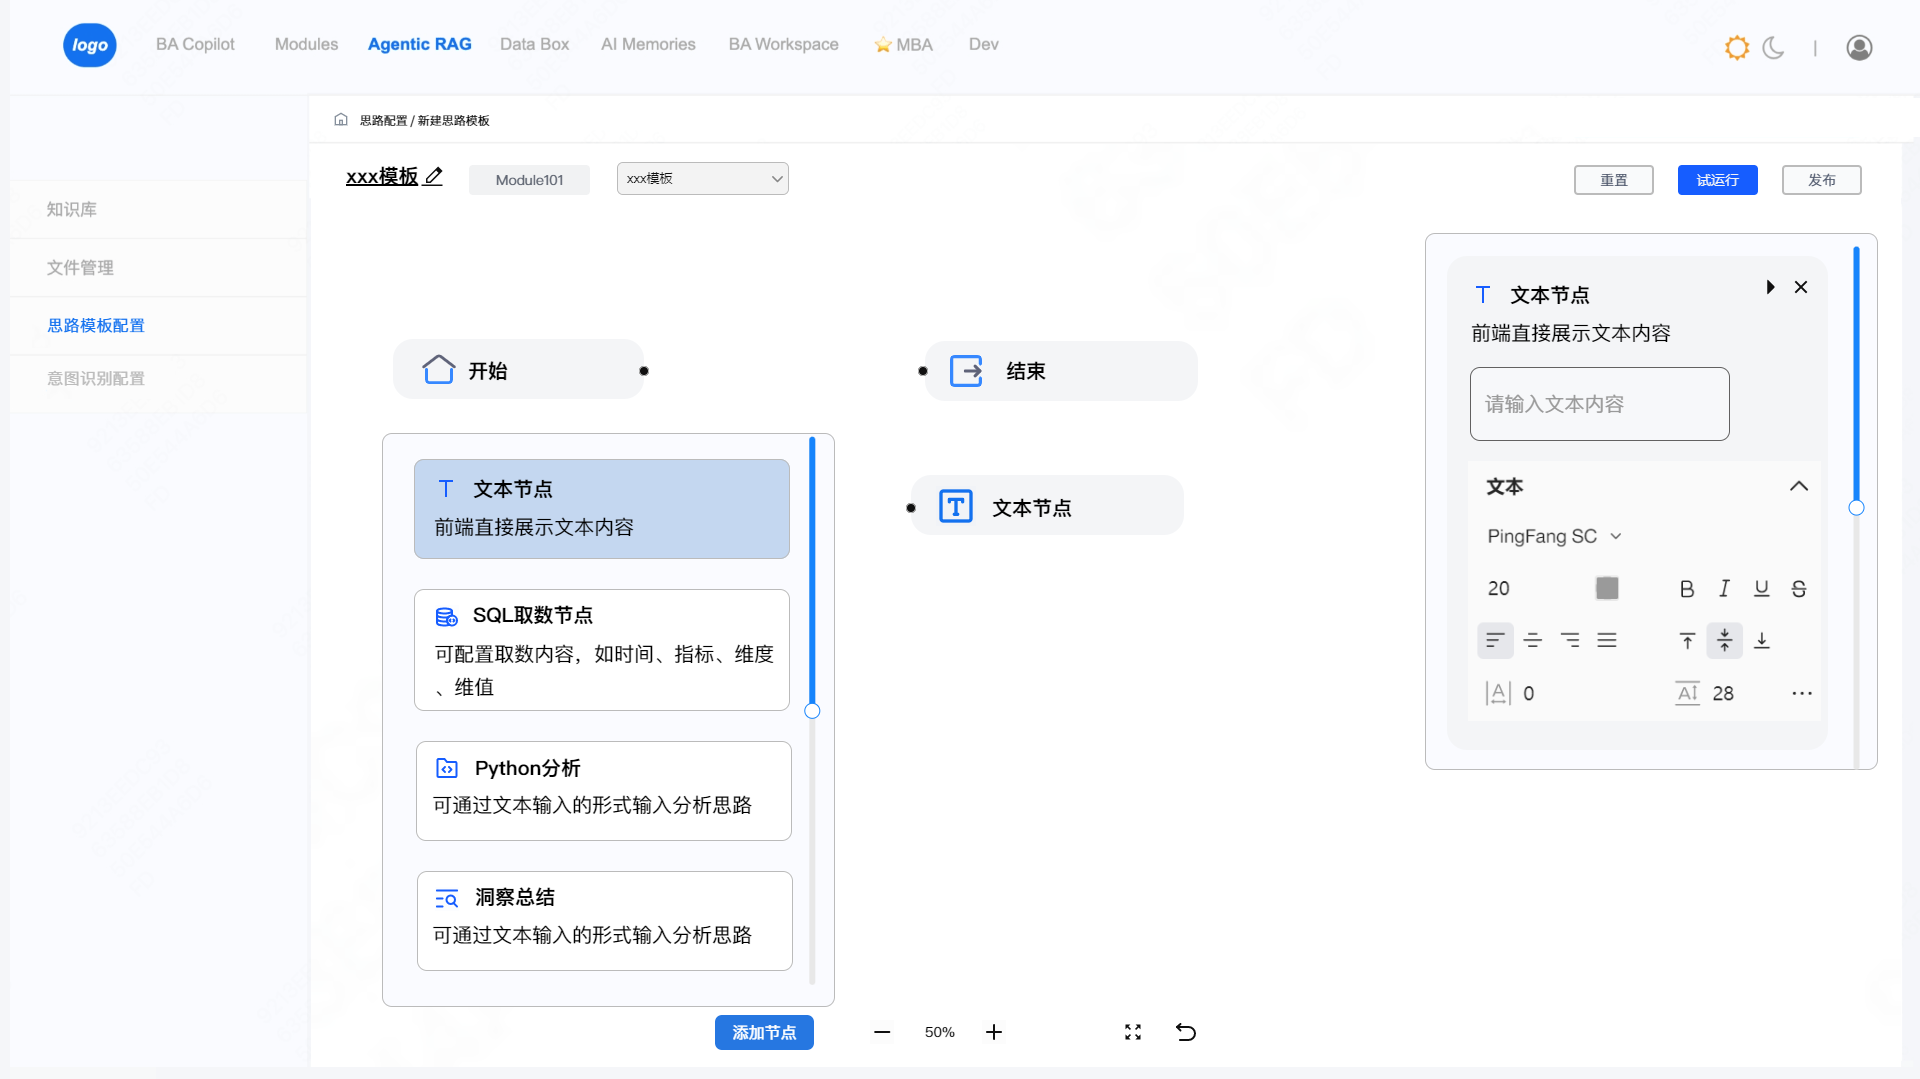 logo
BA Copilot
Modules
Agentic RAG
Data Box
AI Memories
BA Workspace
MBA
Dev
思路配置 / 新建思路模板
知识库
文件管理
思路模板配置
意图识别配置
xxx模板
Module101
xxx模板
重置
试运行
发布
开始
结束
文本节点
文本节点
前端直接展示文本内容
SQL取数节点
可配置取数内容，如时间、指标、维度
、维值
Python分析
可通过文本输入的形式输入分析思路
洞察总结
可通过文本输入的形式输入分析思路
添加节点
50%
文本节点
前端直接展示文本内容
请输入文本内容
文本
PingFang SC
20
B I U S
0
28